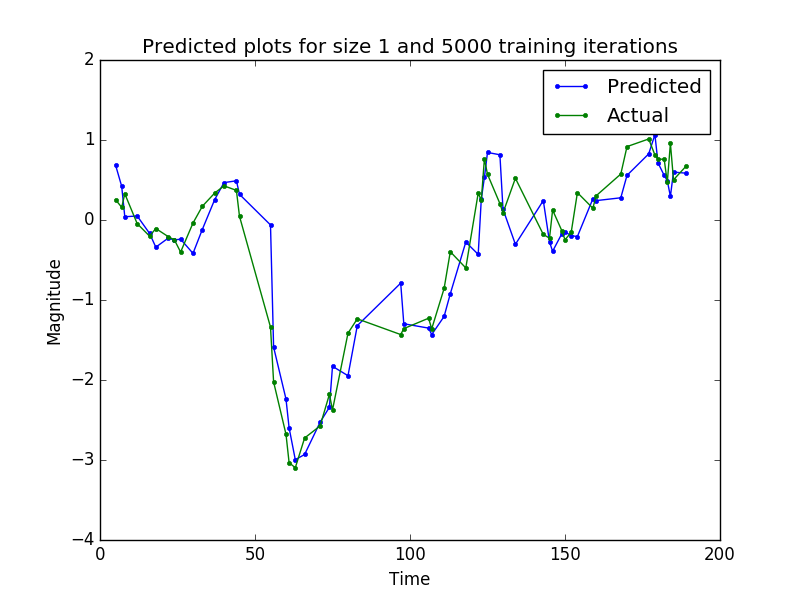 Predicted plots for size 1 and 5000 training iterations
Predicted
Actual
2
1
0
−1
−2
−3
−4
Magnitude
0 50 100 150 200
Time